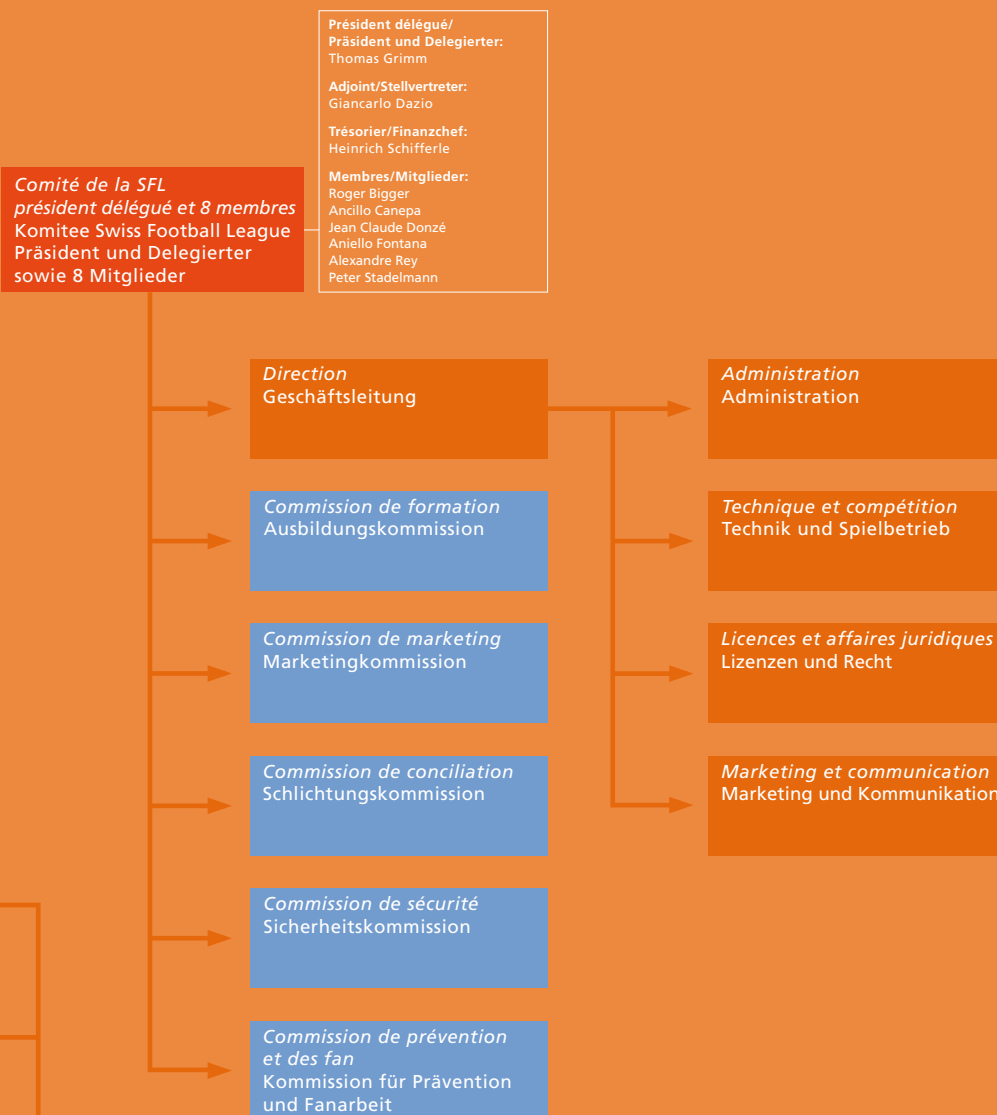 Président délégué/
Präsident und Delegierter:
Thomas Grimm
Adjoint/Stellvertreter:
Giancarlo Dazio
Trésorier/Finanzchef:
Heinrich Schifferle
Membres/Mitglieder:
Roger Bigger
Ancillo Canepa
Jean Claude Donzé
Aniello Fontana
Alexandre Rey
Peter Stadelmann
Comité de la SFL
président délégué et 8 membres
Komitee Swiss Football League
Präsident und Delegierter
sowie 8 Mitglieder
Direction
Geschäftsleitung
Administration
Administration
Commission de formation
Ausbildungskommission
Technique et compétition
Technik und Spielbetrieb
Commission de marketing
Marketingkommission
Licences et affaires juridiques
Lizenzen und Recht
Commission de conciliation
Schlichtungskommission
Marketing et communication
Marketing und Kommunikation
Commission de sécurité
Sicherheitskommission
Commission de prévention
et des fan
Kommission für Prävention
und Fanarbeit